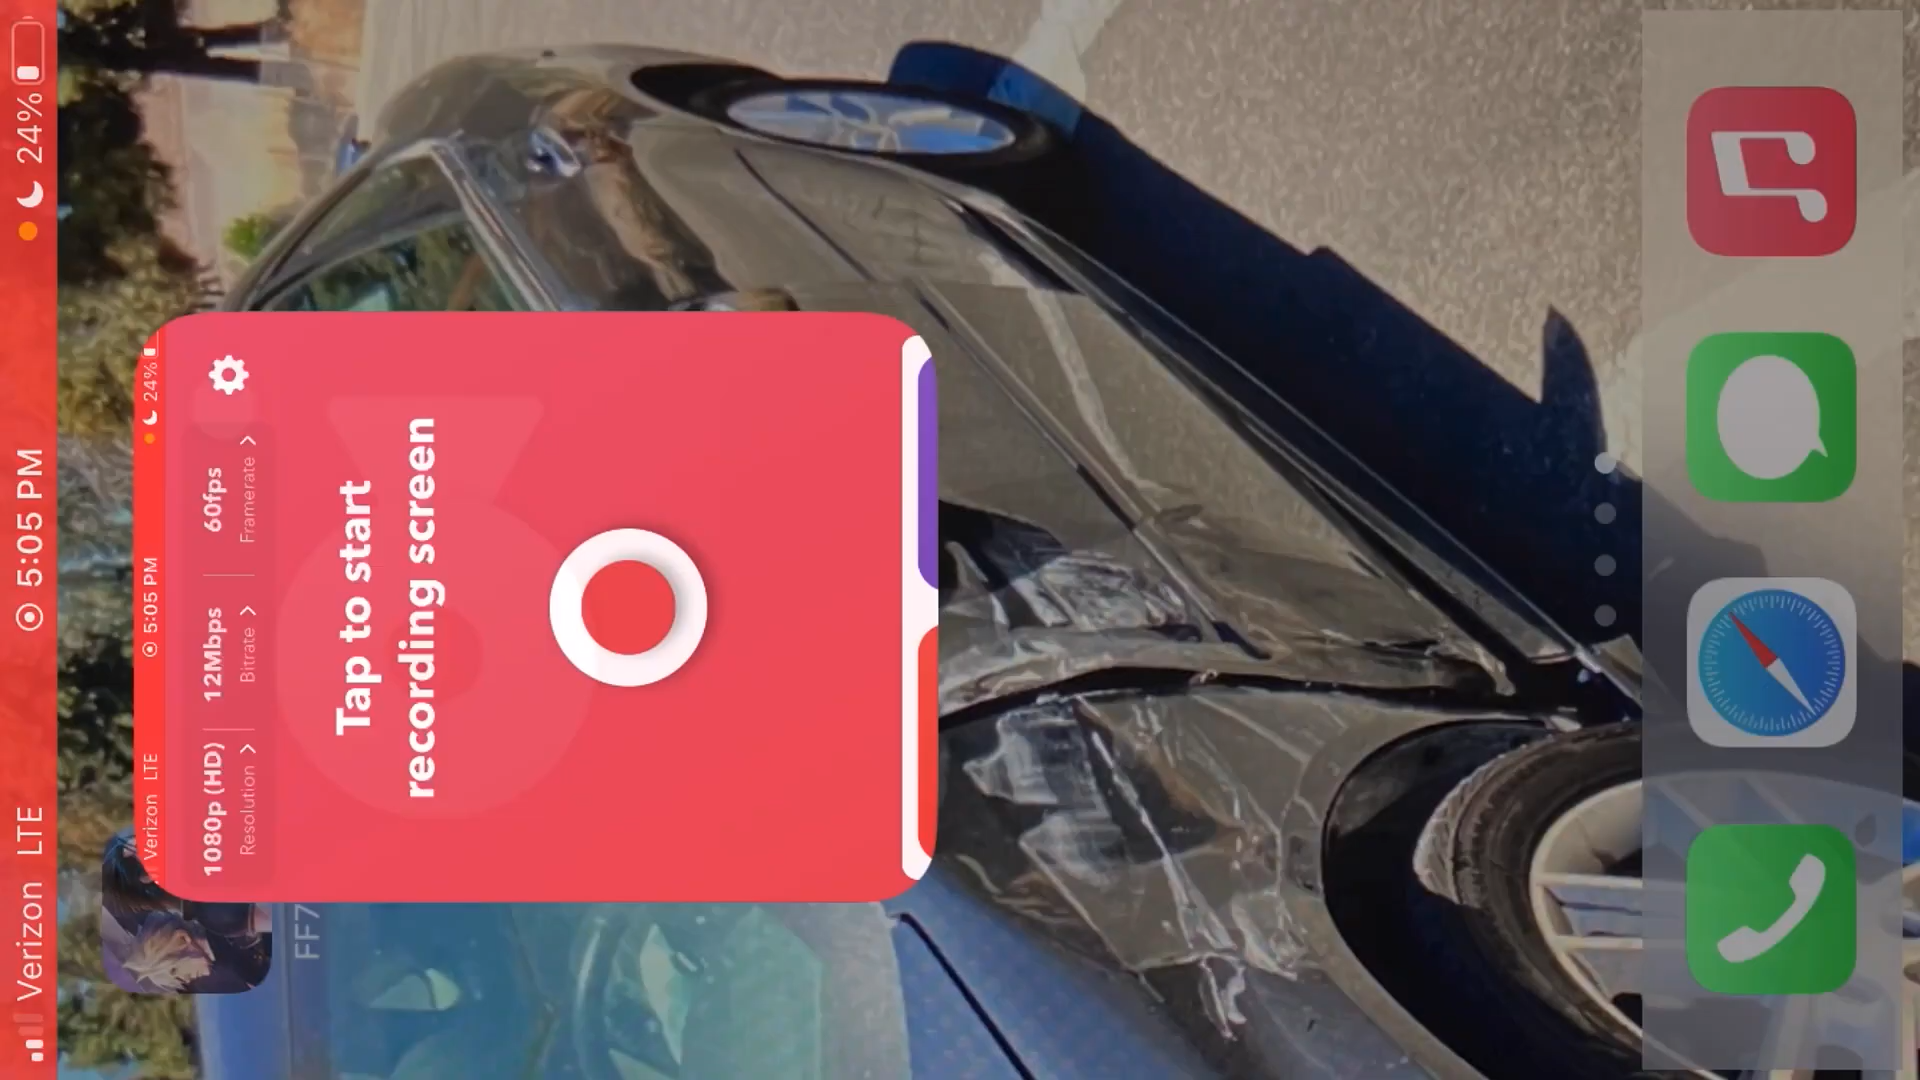 Verizon LTE 5:05 PM 24%
Verizon LTE 5:05 PM 24%
1080p (HD) 12Mbps 60fps
Resolution > Bitrate > Framerate >
Tap to start
recording screen
FF7